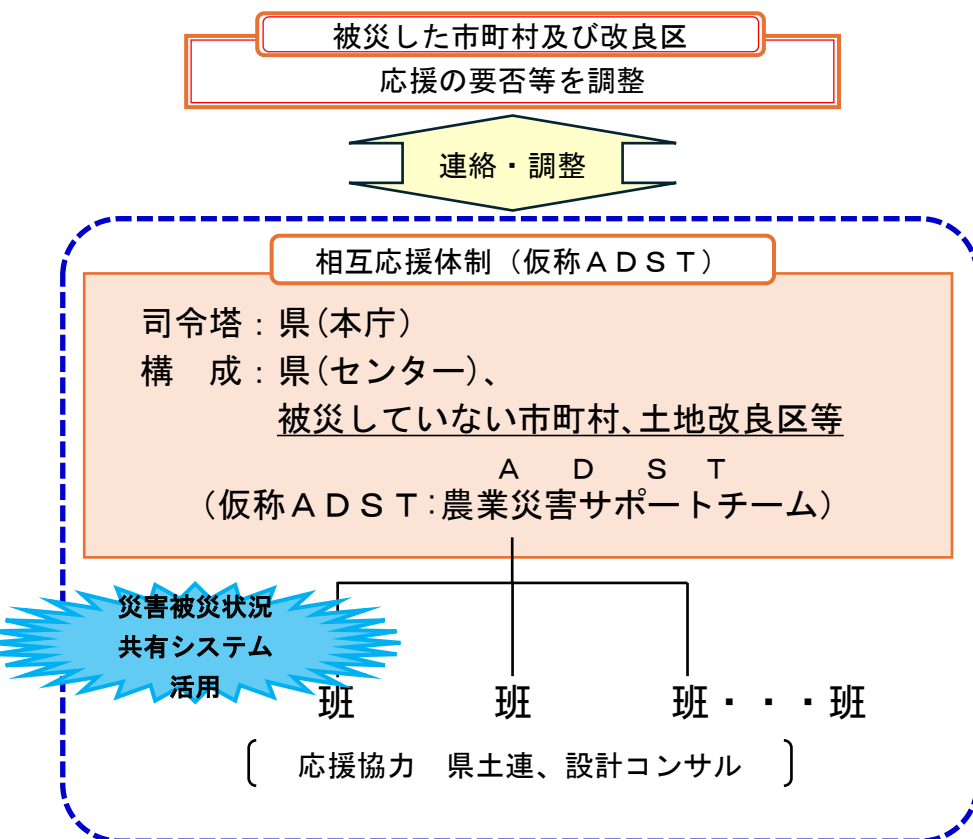 被災した市町村及び改良区
応援の要否等を調整
連絡・調整
相互応援体制（仮称ＡＤＳＴ）
司令塔：県(本庁)
構　成：県(センター)、
被災していない市町村、土地改良区等
Ａ　Ｄ　Ｓ　Ｔ
（仮称ＡＤＳＴ：農業災害サポートチーム）
災害被災状況
共有システム
活用
班　班　班・・・班
〔　応援協力　県土連、設計コンサル　〕